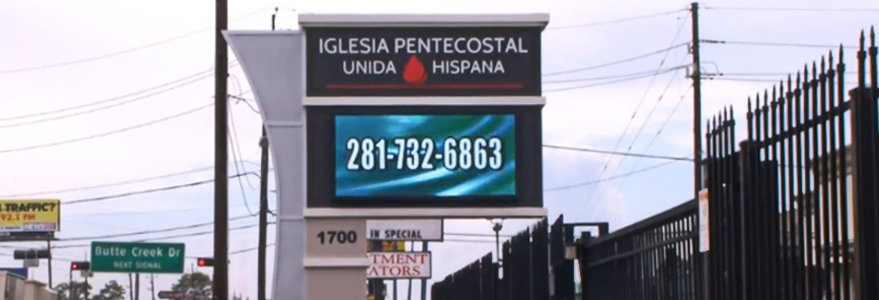 IGLESIA PENTECOSTAL
UNIDA HISPANA
281-732-6863
1700
IN SPECIAL
TMENT
ATORS
TRAFFIC?
92.1 FM
Butte Creek Dr
NEXT SIGNAL